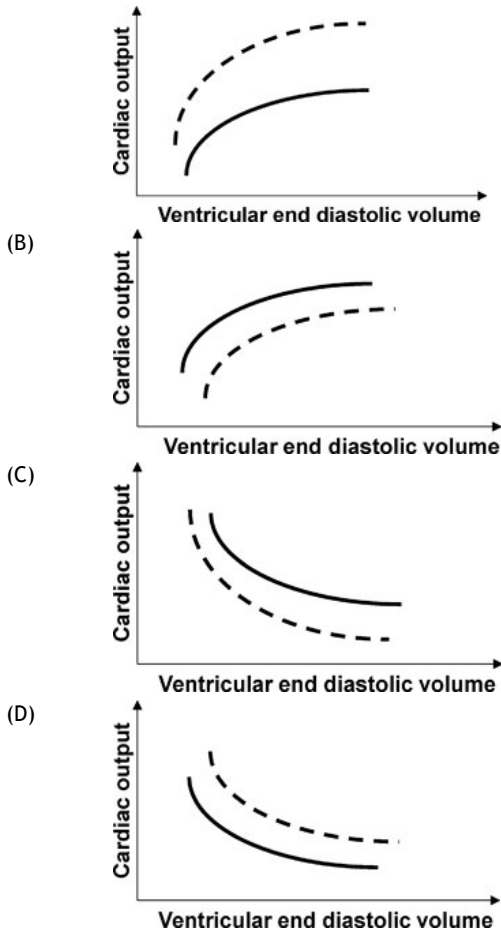 Cardiac output
Ventricular end diastolic volume
(B)
Cardiac output
Ventricular end diastolic volume
(C)
Cardiac output
Ventricular end diastolic volume
(D)
Cardiac output
Ventricular end diastolic volume